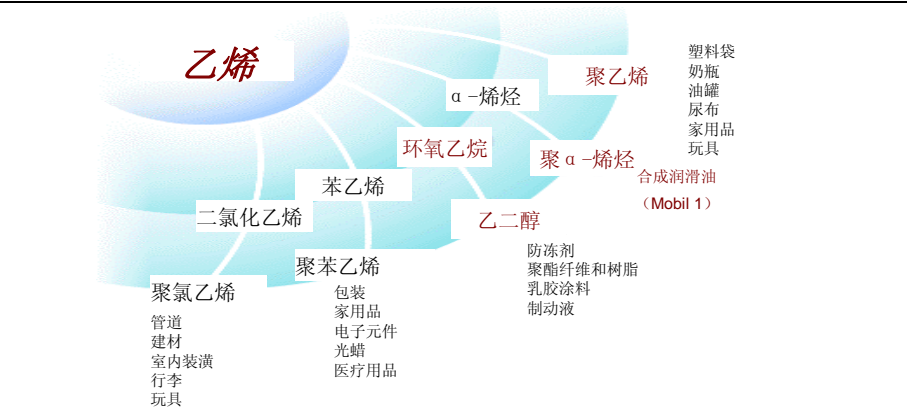 乙烯
聚乙烯
塑料袋
奶瓶
油罐
尿布
家用品
玩具
α-烯烃
聚α-烯烃
合成润滑油
（Mobil 1）
环氧乙烷
乙二醇
防冻剂
聚酯纤维和树脂
乳胶涂料
制动液
苯乙烯
聚苯乙烯
包装
家用品
电子元件
光蜡
医疗用品
二氯化乙烯
聚氯乙烯
管道
建材
室内装潢
行李
玩具